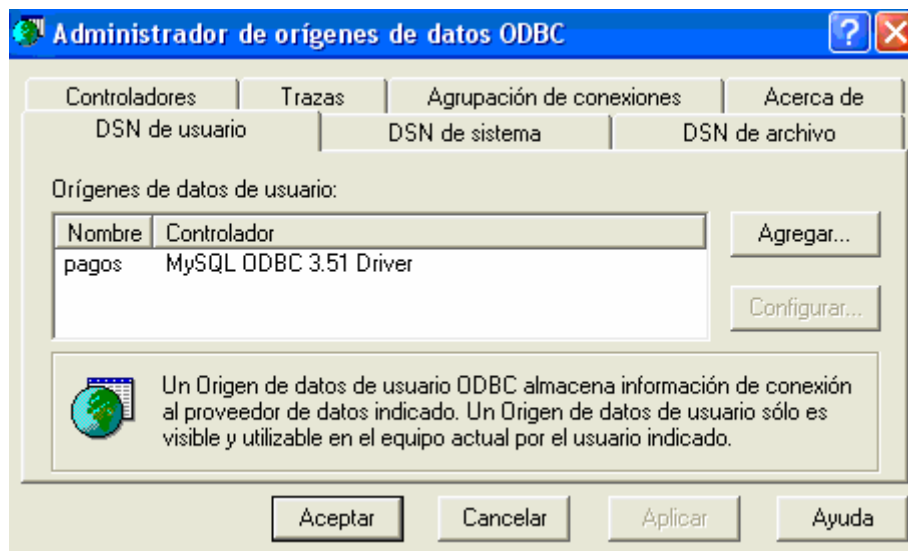 Administrador de orígenes de datos ODBC
Controladores Trazas Agrupación de conexiones Acerca de
DSN de usuario DSN de sistema DSN de archivo
Orígenes de datos de usuario:
Nombre Controlador
pagos MySQL ODBC 3.51 Driver
Agregar...
Configurar...
Un Origen de datos de usuario ODBC almacena información de conexión
al proveedor de datos indicado. Un Origen de datos de usuario sólo es
visible y utilizable en el equipo actual por el usuario indicado.
Aceptar Cancelar Aplicar Ayuda